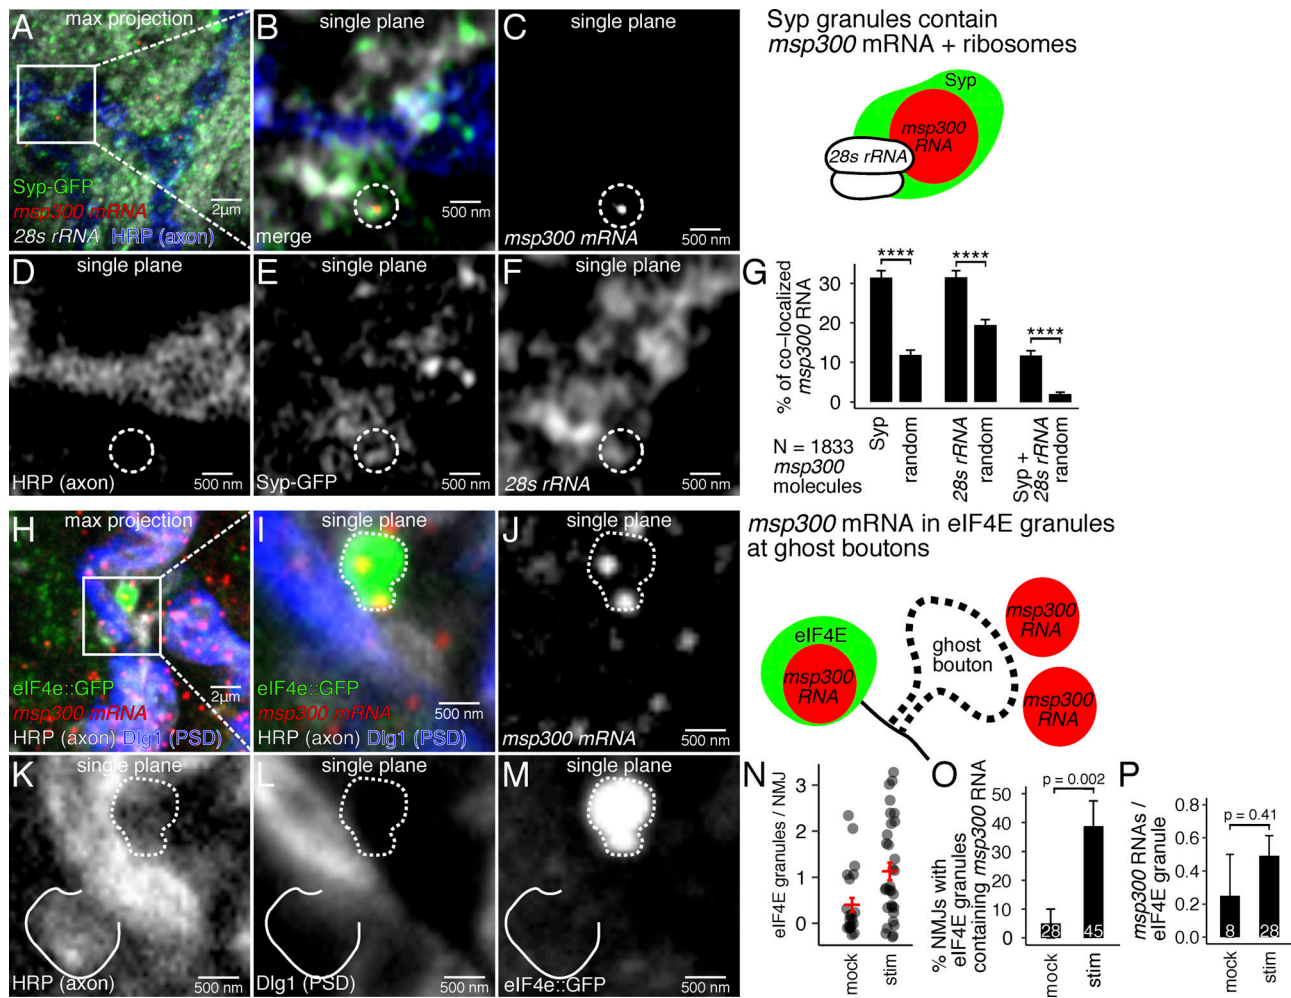 A
max projection
Syp-GFP
msp300 mRNA
2µm
28s rRNA HRP (axon)
B
single plane
merge
500 nm
C
single plane
msp300 mRNA
500 nm
Syp granules contain
msp300 mRNA + ribosomes
Syp
msp300
RNA
28s rRNA
D
single plane
HRP (axon)
500 nm
E
single plane
Syp-GFP
500 nm
F
single plane
28s rRNA
500 nm
G
% of co–localized
msp300 RNA
30
20
10
0
****
****
****
Syp
random
28s rRNA
random
Syp +
28s rRNA
random
N = 1833
msp300
molecules
H
max projection
eIF4e::GFP
2µm
msp300 mRNA
HRP (axon) Dlg1 (PSD)
I
single plane
eIF4e::GFP
500 nm
msp300 mRNA
HRP (axon) Dlg1 (PSD)
J
single plane
msp300 mRNA
500 nm
msp300 mRNA in eIF4E granules
at ghost boutons
eIF4E
msp300
RNA
ghost
bouton
msp300
RNA
msp300
RNA
K
single plane
HRP (axon)
500 nm
L
single plane
Dlg1 (PSD)
500 nm
M
single plane
eIF4e::GFP
500 nm
N
eIF4E granules / NMJ
3
2
1
0
mock
stim
O
% NMJs with
eIF4E granules
containing msp300 RNA
p = 0.002
50
40
30
20
10
0
28
45
mock
stim
P
msp300 RNAs /
eIF4E granule
0.8
p = 0.41
0.6
0.4
0.2
0.0
8
28
mock
stim